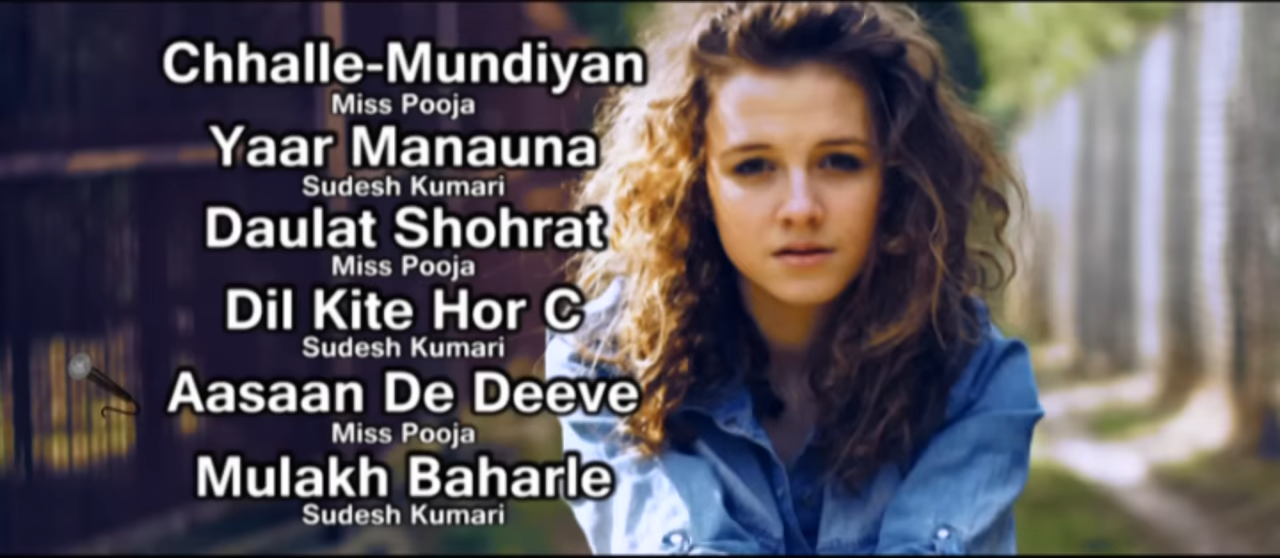 Chhalle-Mundiyan
Miss Pooja
Yaar Manauna
Sudesh Kumari
Daulat Shohrat
Miss Pooja
Dil Kite Hor C
Sudesh Kumari
Aasaan De Deeve
Miss Pooja
Mulakh Baharle
Sudesh Kumari